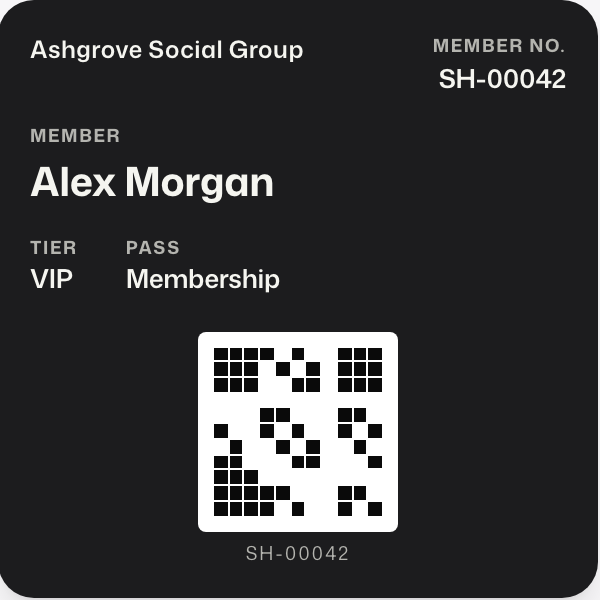 Ashgrove Social Group
MEMBER NO.
SH-00042
MEMBER
Alex Morgan
TIER
VIP
PASS
Membership
SH-00042